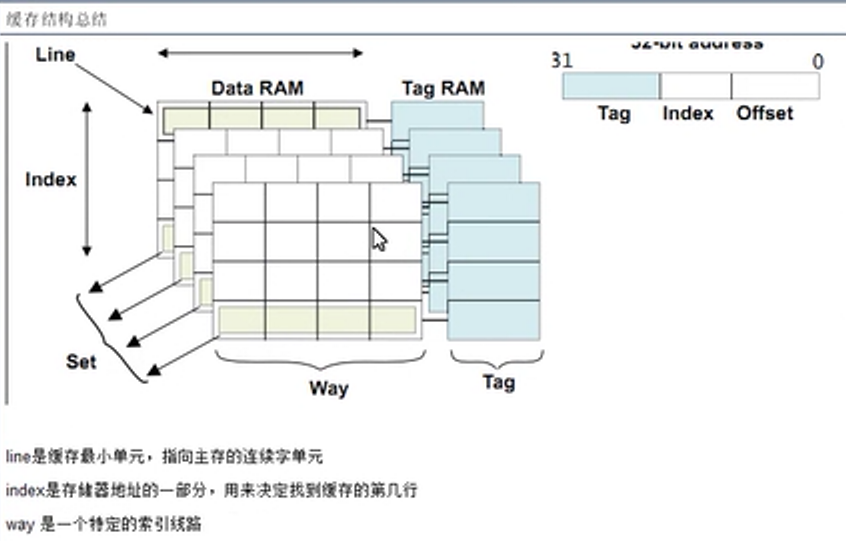 缓存结构总结
32-bit address
Line
31
0
Data RAM
Tag RAM
Tag
Index
Offset
Index
Set
Way
Tag
line是缓存最小单元，指向主存的连续字单元
index是存储器地址的一部分，用来决定找到缓存的第几行
way 是一个特定的索引线路